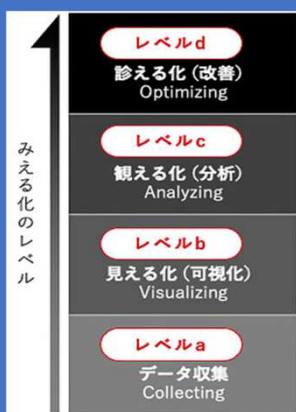 みえる化のレベル
レベルd
診える化(改善)
Optimizing
レベルc
観える化(分析)
Analyzing
レベルb
見える化(可視化)
Visualizing
レベルa
データ収集
Collecting